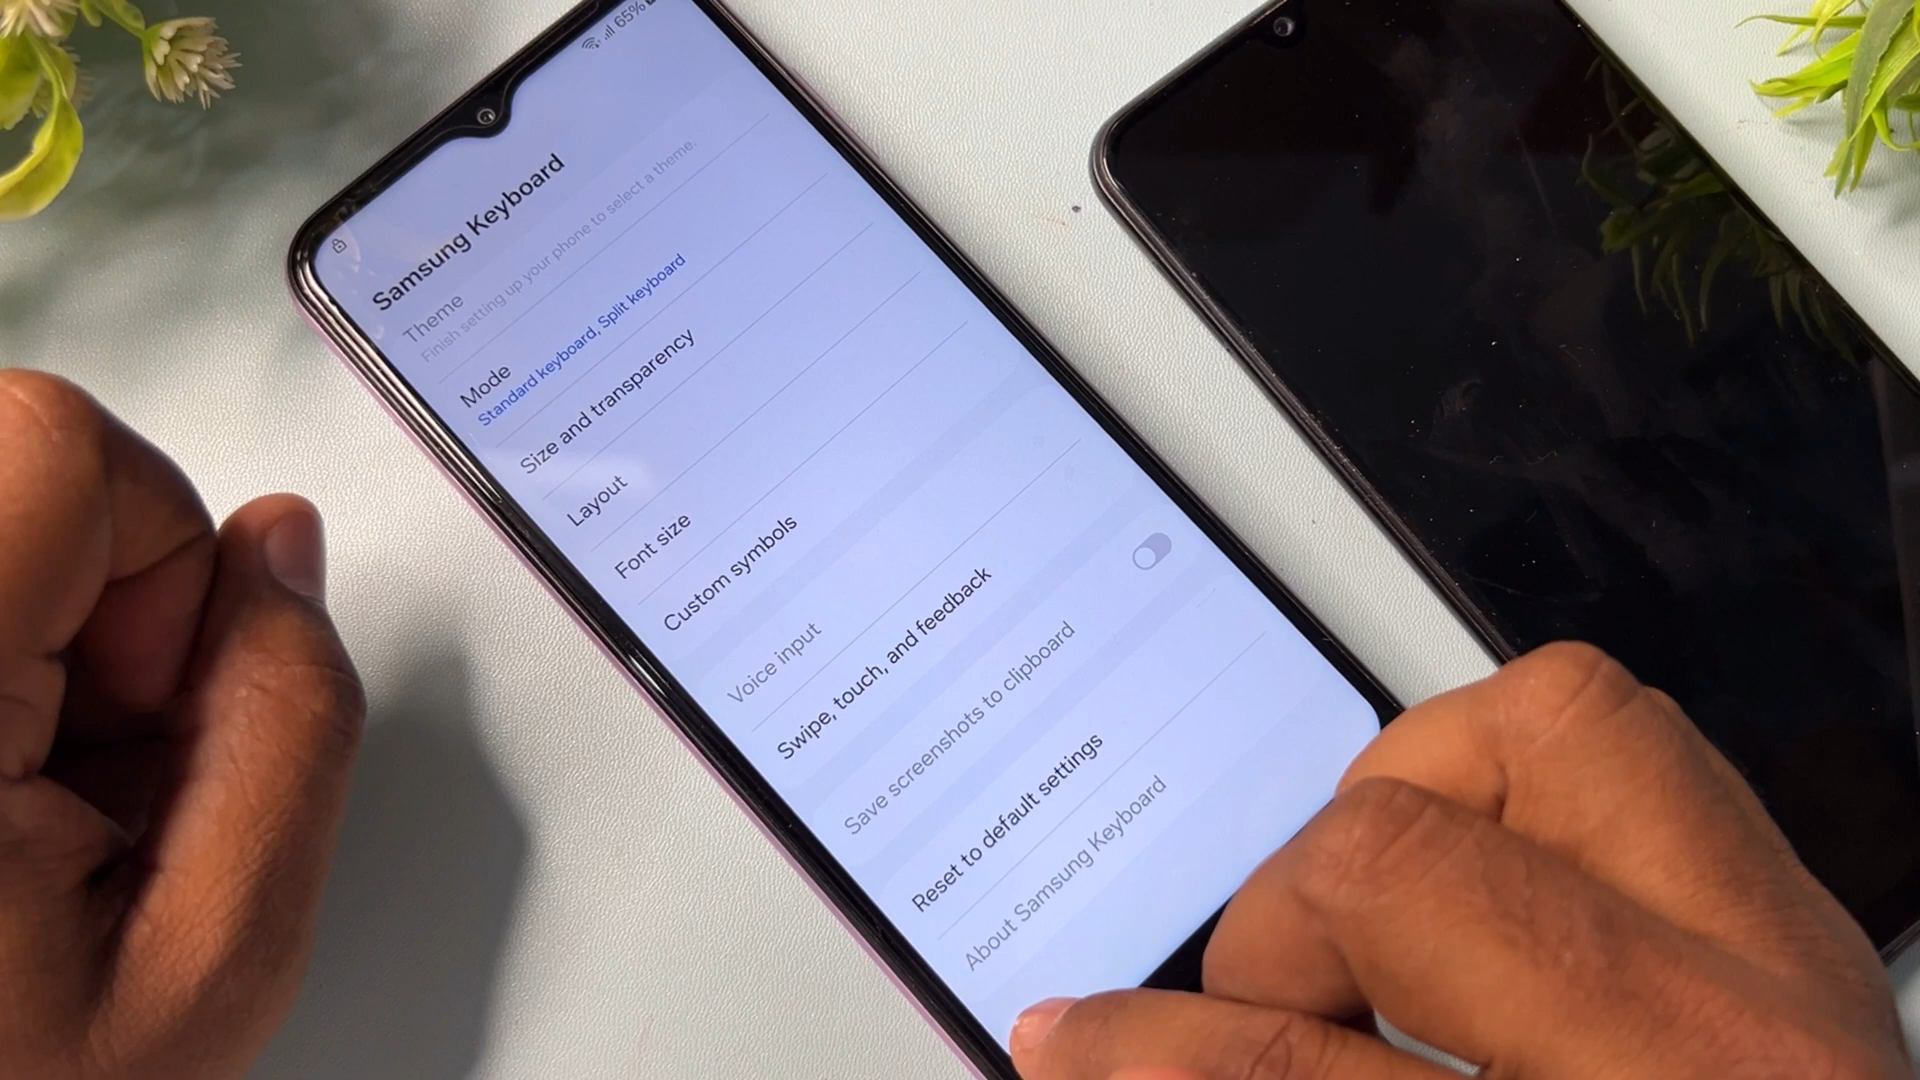 65%
Samsung Keyboard
Theme
Finish setting up your phone to select a theme.
Mode
Standard keyboard, Split keyboard
Size and transparency
Layout
Font size
Custom symbols
Voice input
Swipe, touch, and feedback
Save screenshots to clipboard
Reset to default settings
About Samsung Keyboard